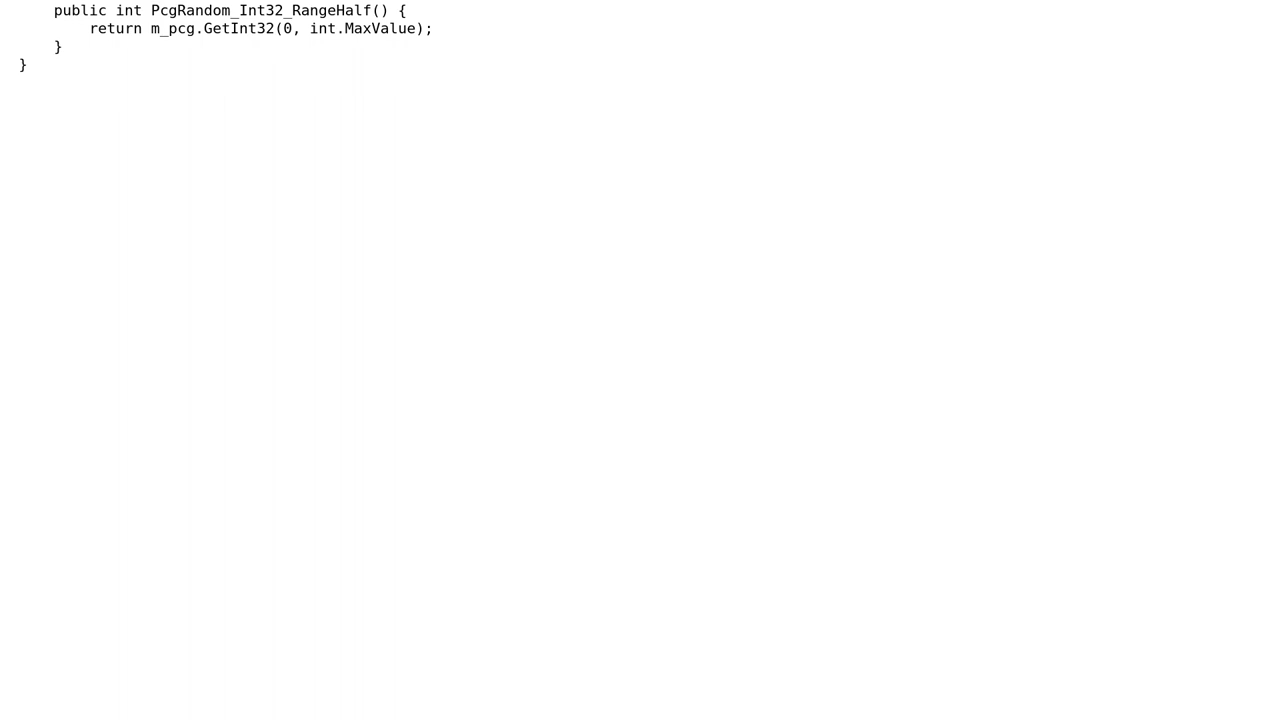 public int PcgRandom_Int32_RangeHalf() {
        return m_pcg.GetInt32(0, int.MaxValue);
    }
}